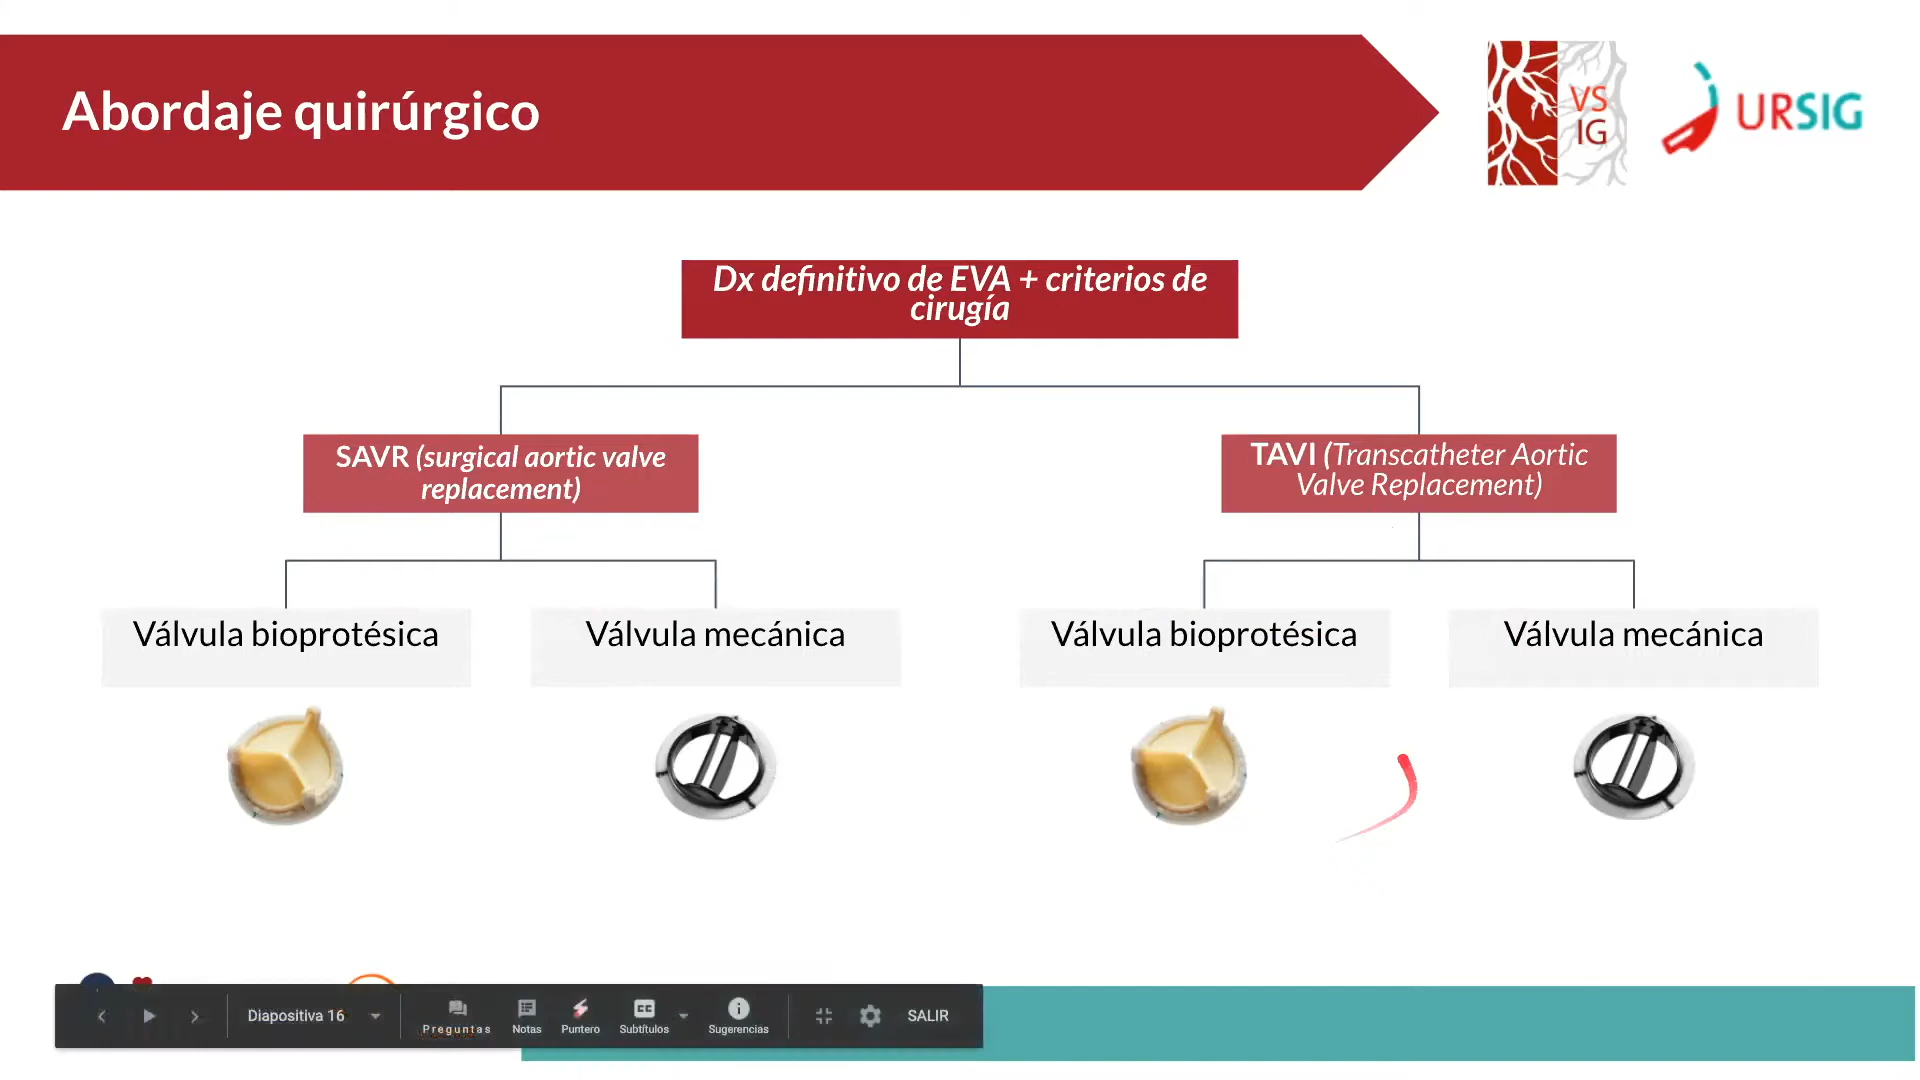 Abordaje quirúrgico
VS
IG
URSIG
Dx definitivo de EVA + criterios de
cirugía
SAVR (surgical aortic valve
replacement)
TAVI (Transcatheter Aortic
Valve Replacement)
Válvula bioprotésica
Válvula mecánica
Válvula bioprotésica
Válvula mecánica
Diapositiva 16
Preguntas
Notas
Puntero
CC
Subtítulos
Sugerencias
SALIR